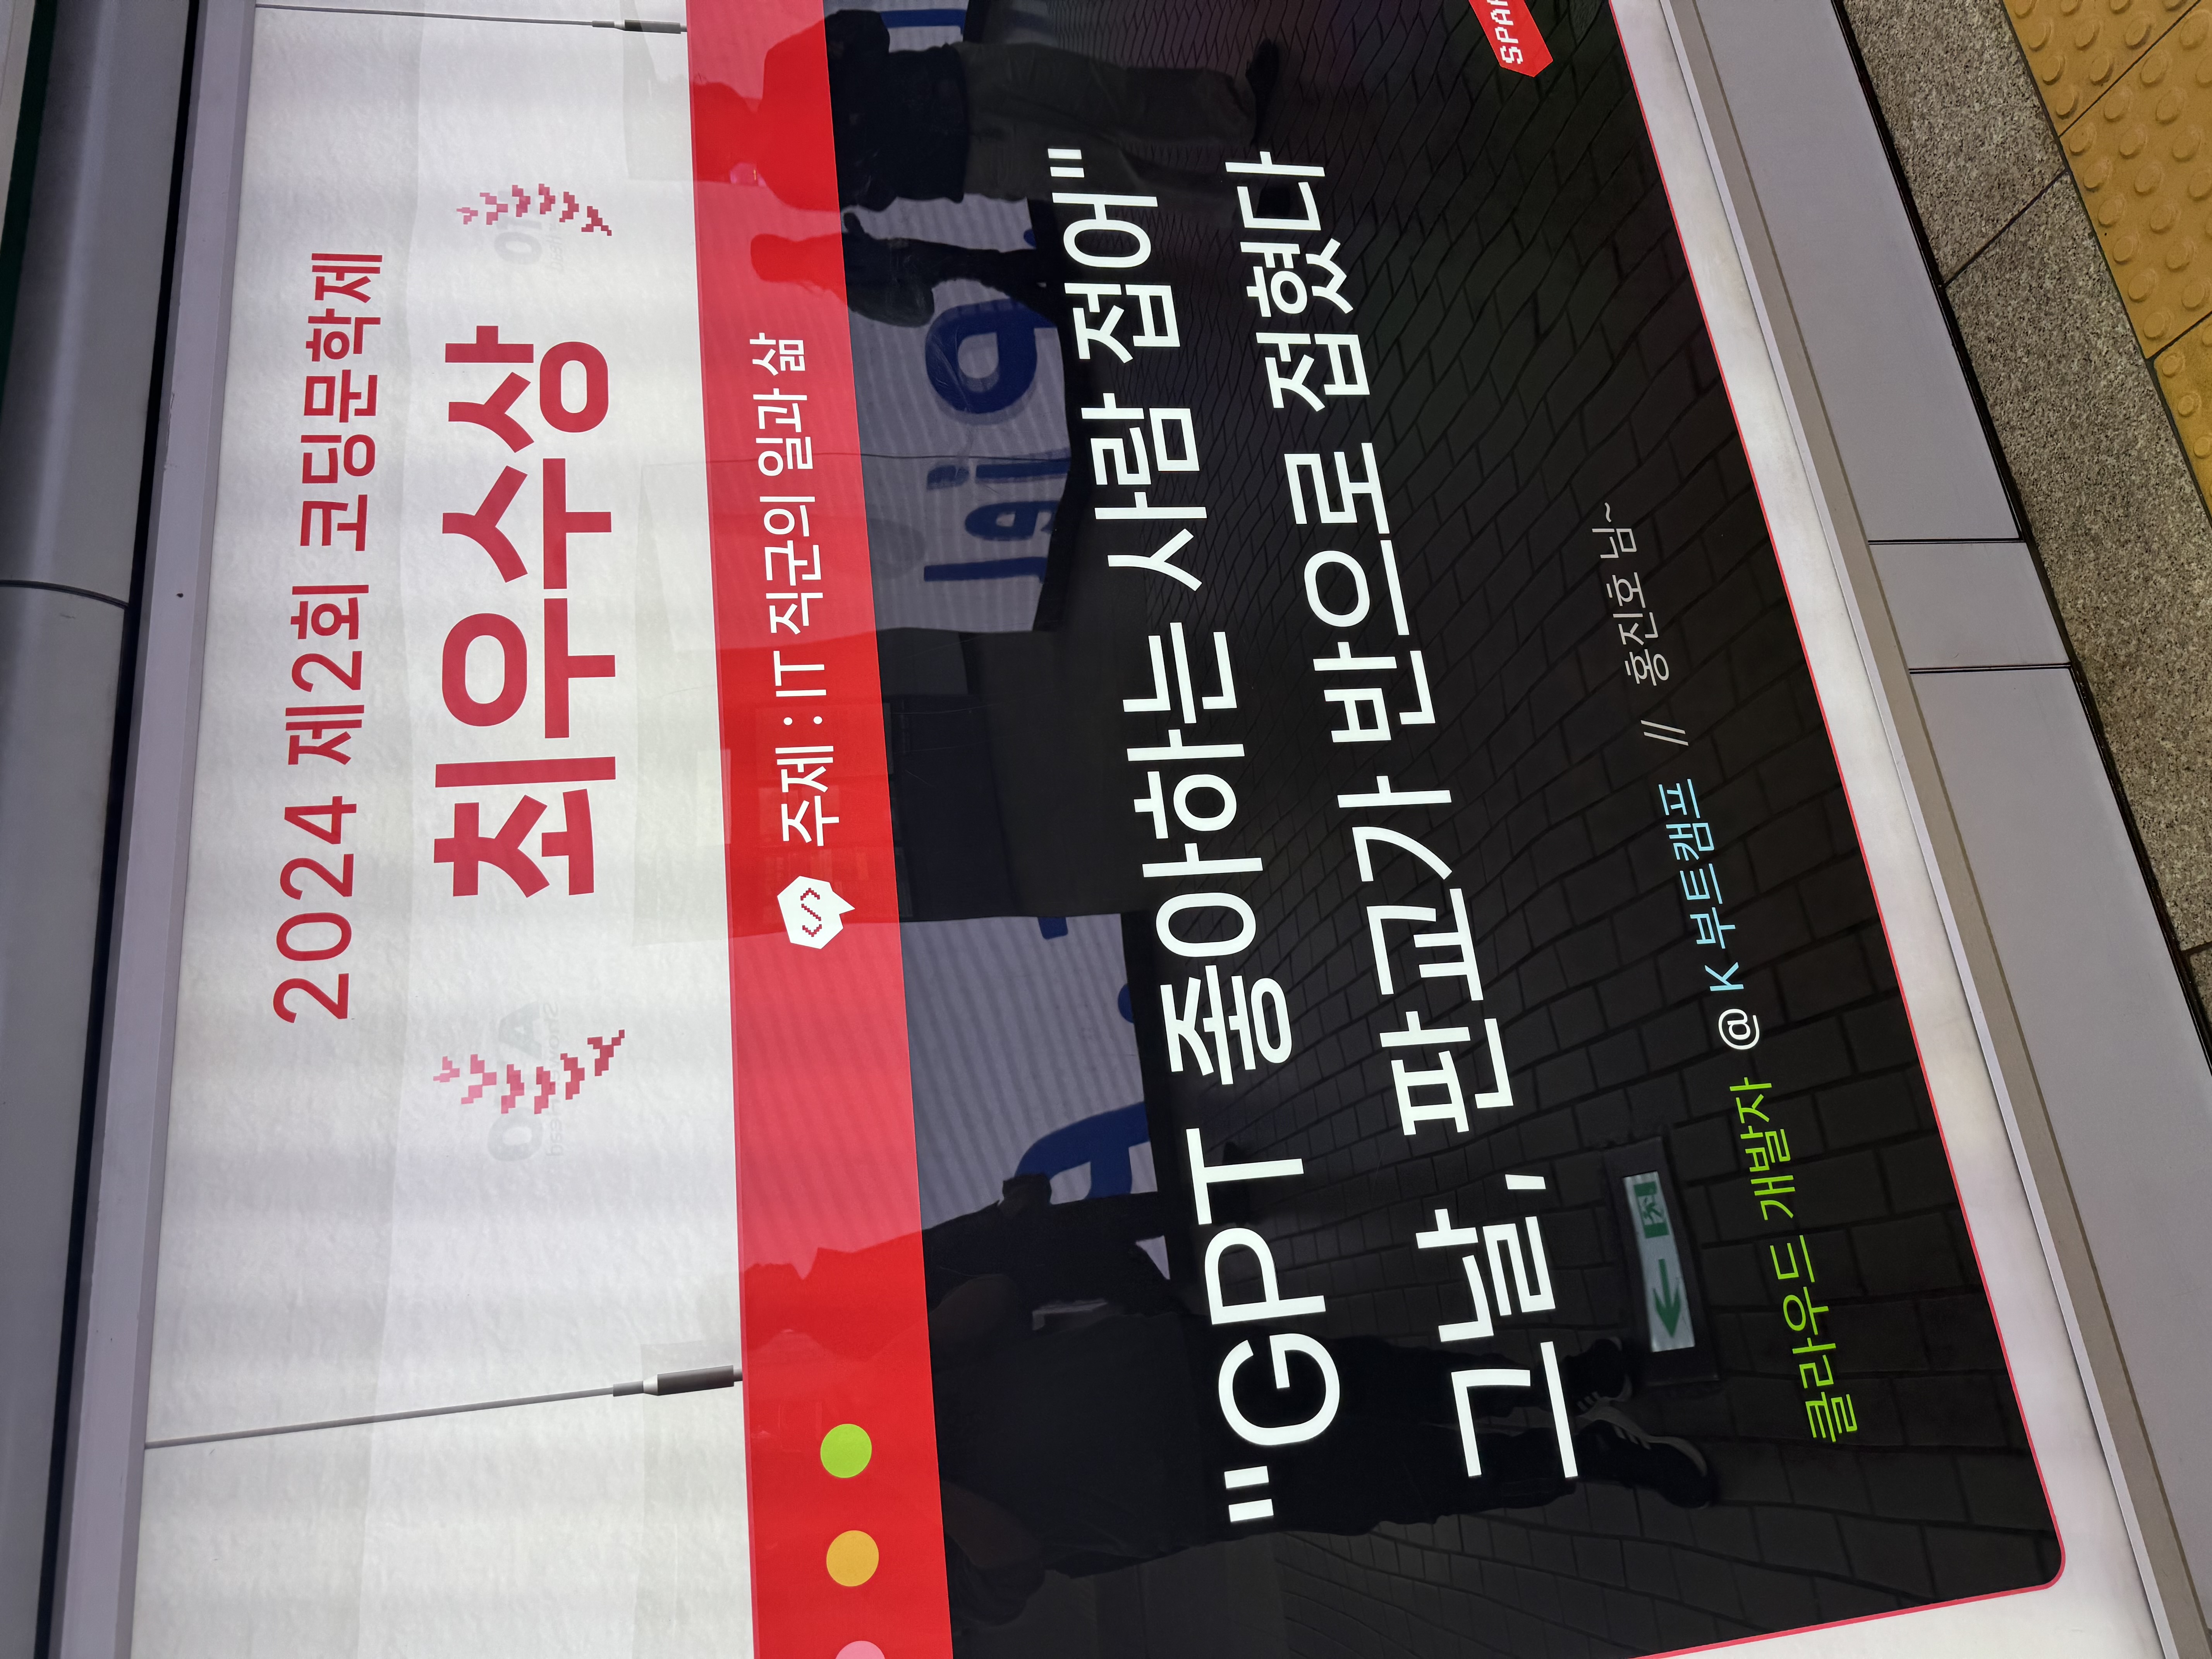 2024 제2회 코딩문학제
최우수상
</> 주제 : IT 직군의 일과 삶
"GPT 좋아하는 사람 접어"
그날, 판교가 반으로 접혔다
클라우드 개발자 @ K 부트캠프 // 홍진호 님~